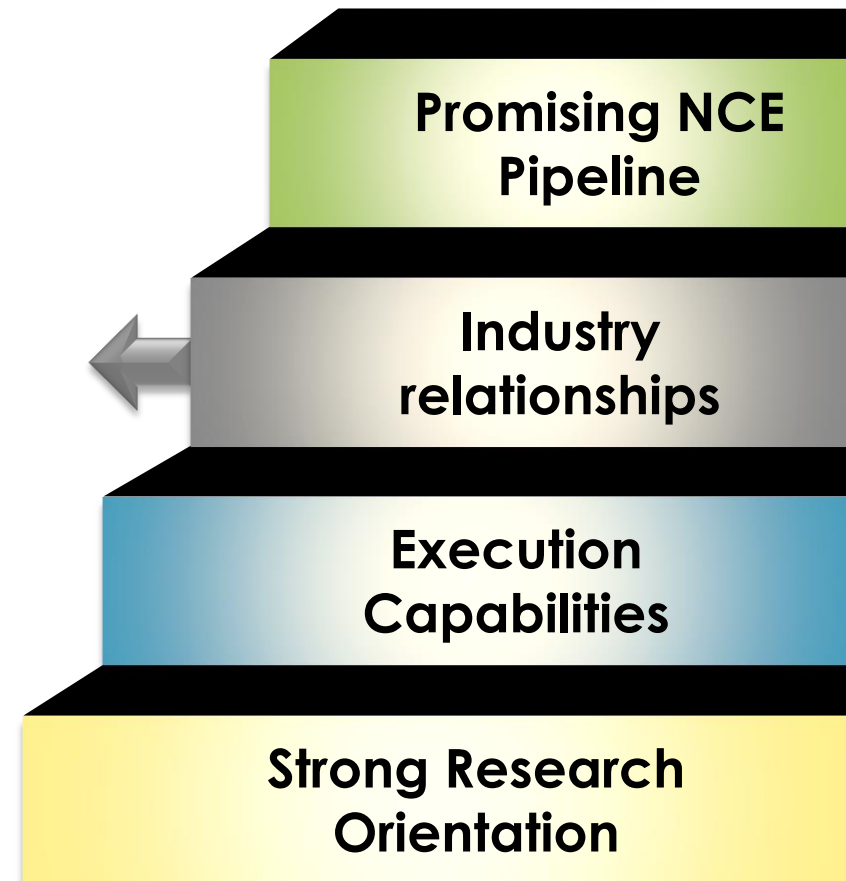 Promising NCE
Pipeline
Industry
relationships
Execution
Capabilities
Strong Research
Orientation